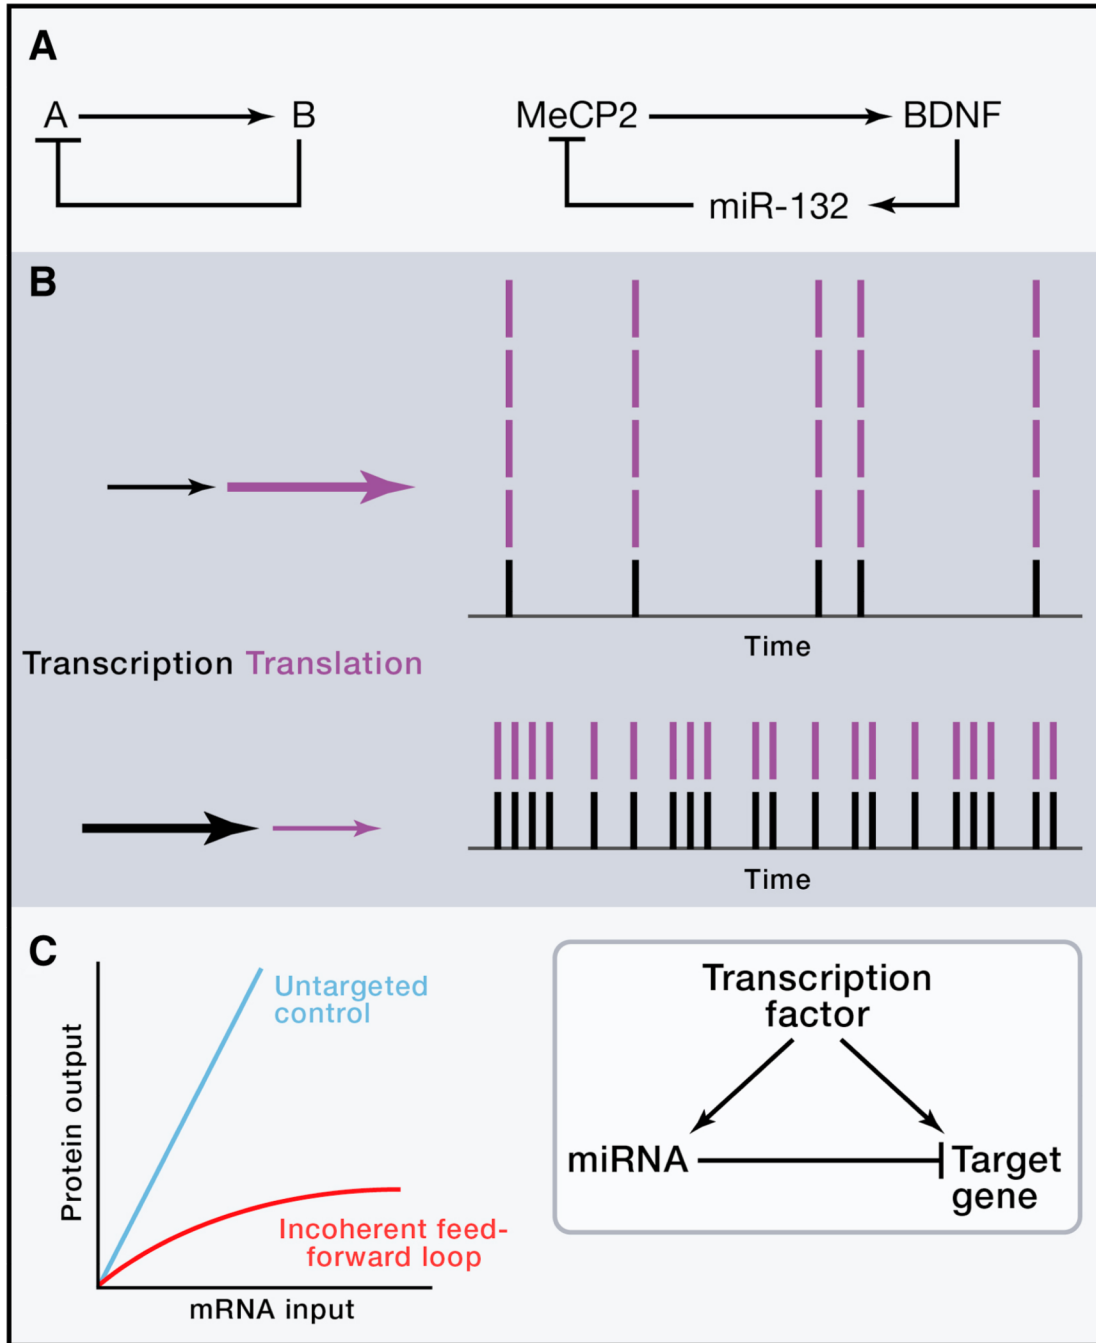 A
A B
MeCP2 BDNF
miR-132
B
Time
Transcription Translation
Time
C
Untargeted
control
Protein output
Incoherent feed-
forward loop
mRNA input
Transcription
factor
miRNA
Target
gene